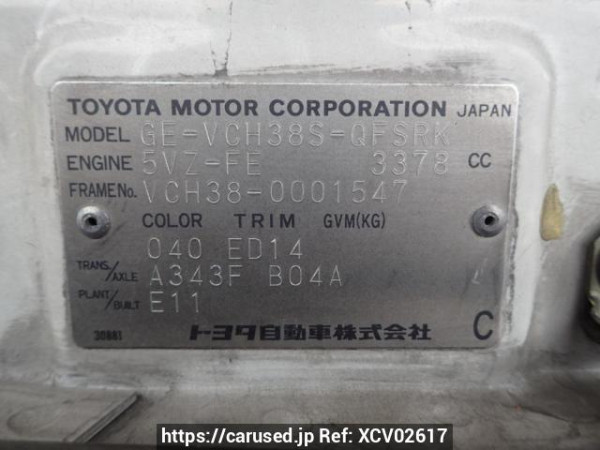 TOYOTA MOTOR CORPORATION JAPAN
MODEL GE-VCH38S-QFSRK
ENGINE 5VZ-FE 3378 CC
FRAME No. VCH38-0001547
COLOR TRIM GVM(KG)
040 ED14
TRANS./AXLE A343F B04A
PLANT/BUILT E11
30881 トヨタ自動車株式会社 C
https://carused.jp Ref: XCV02617